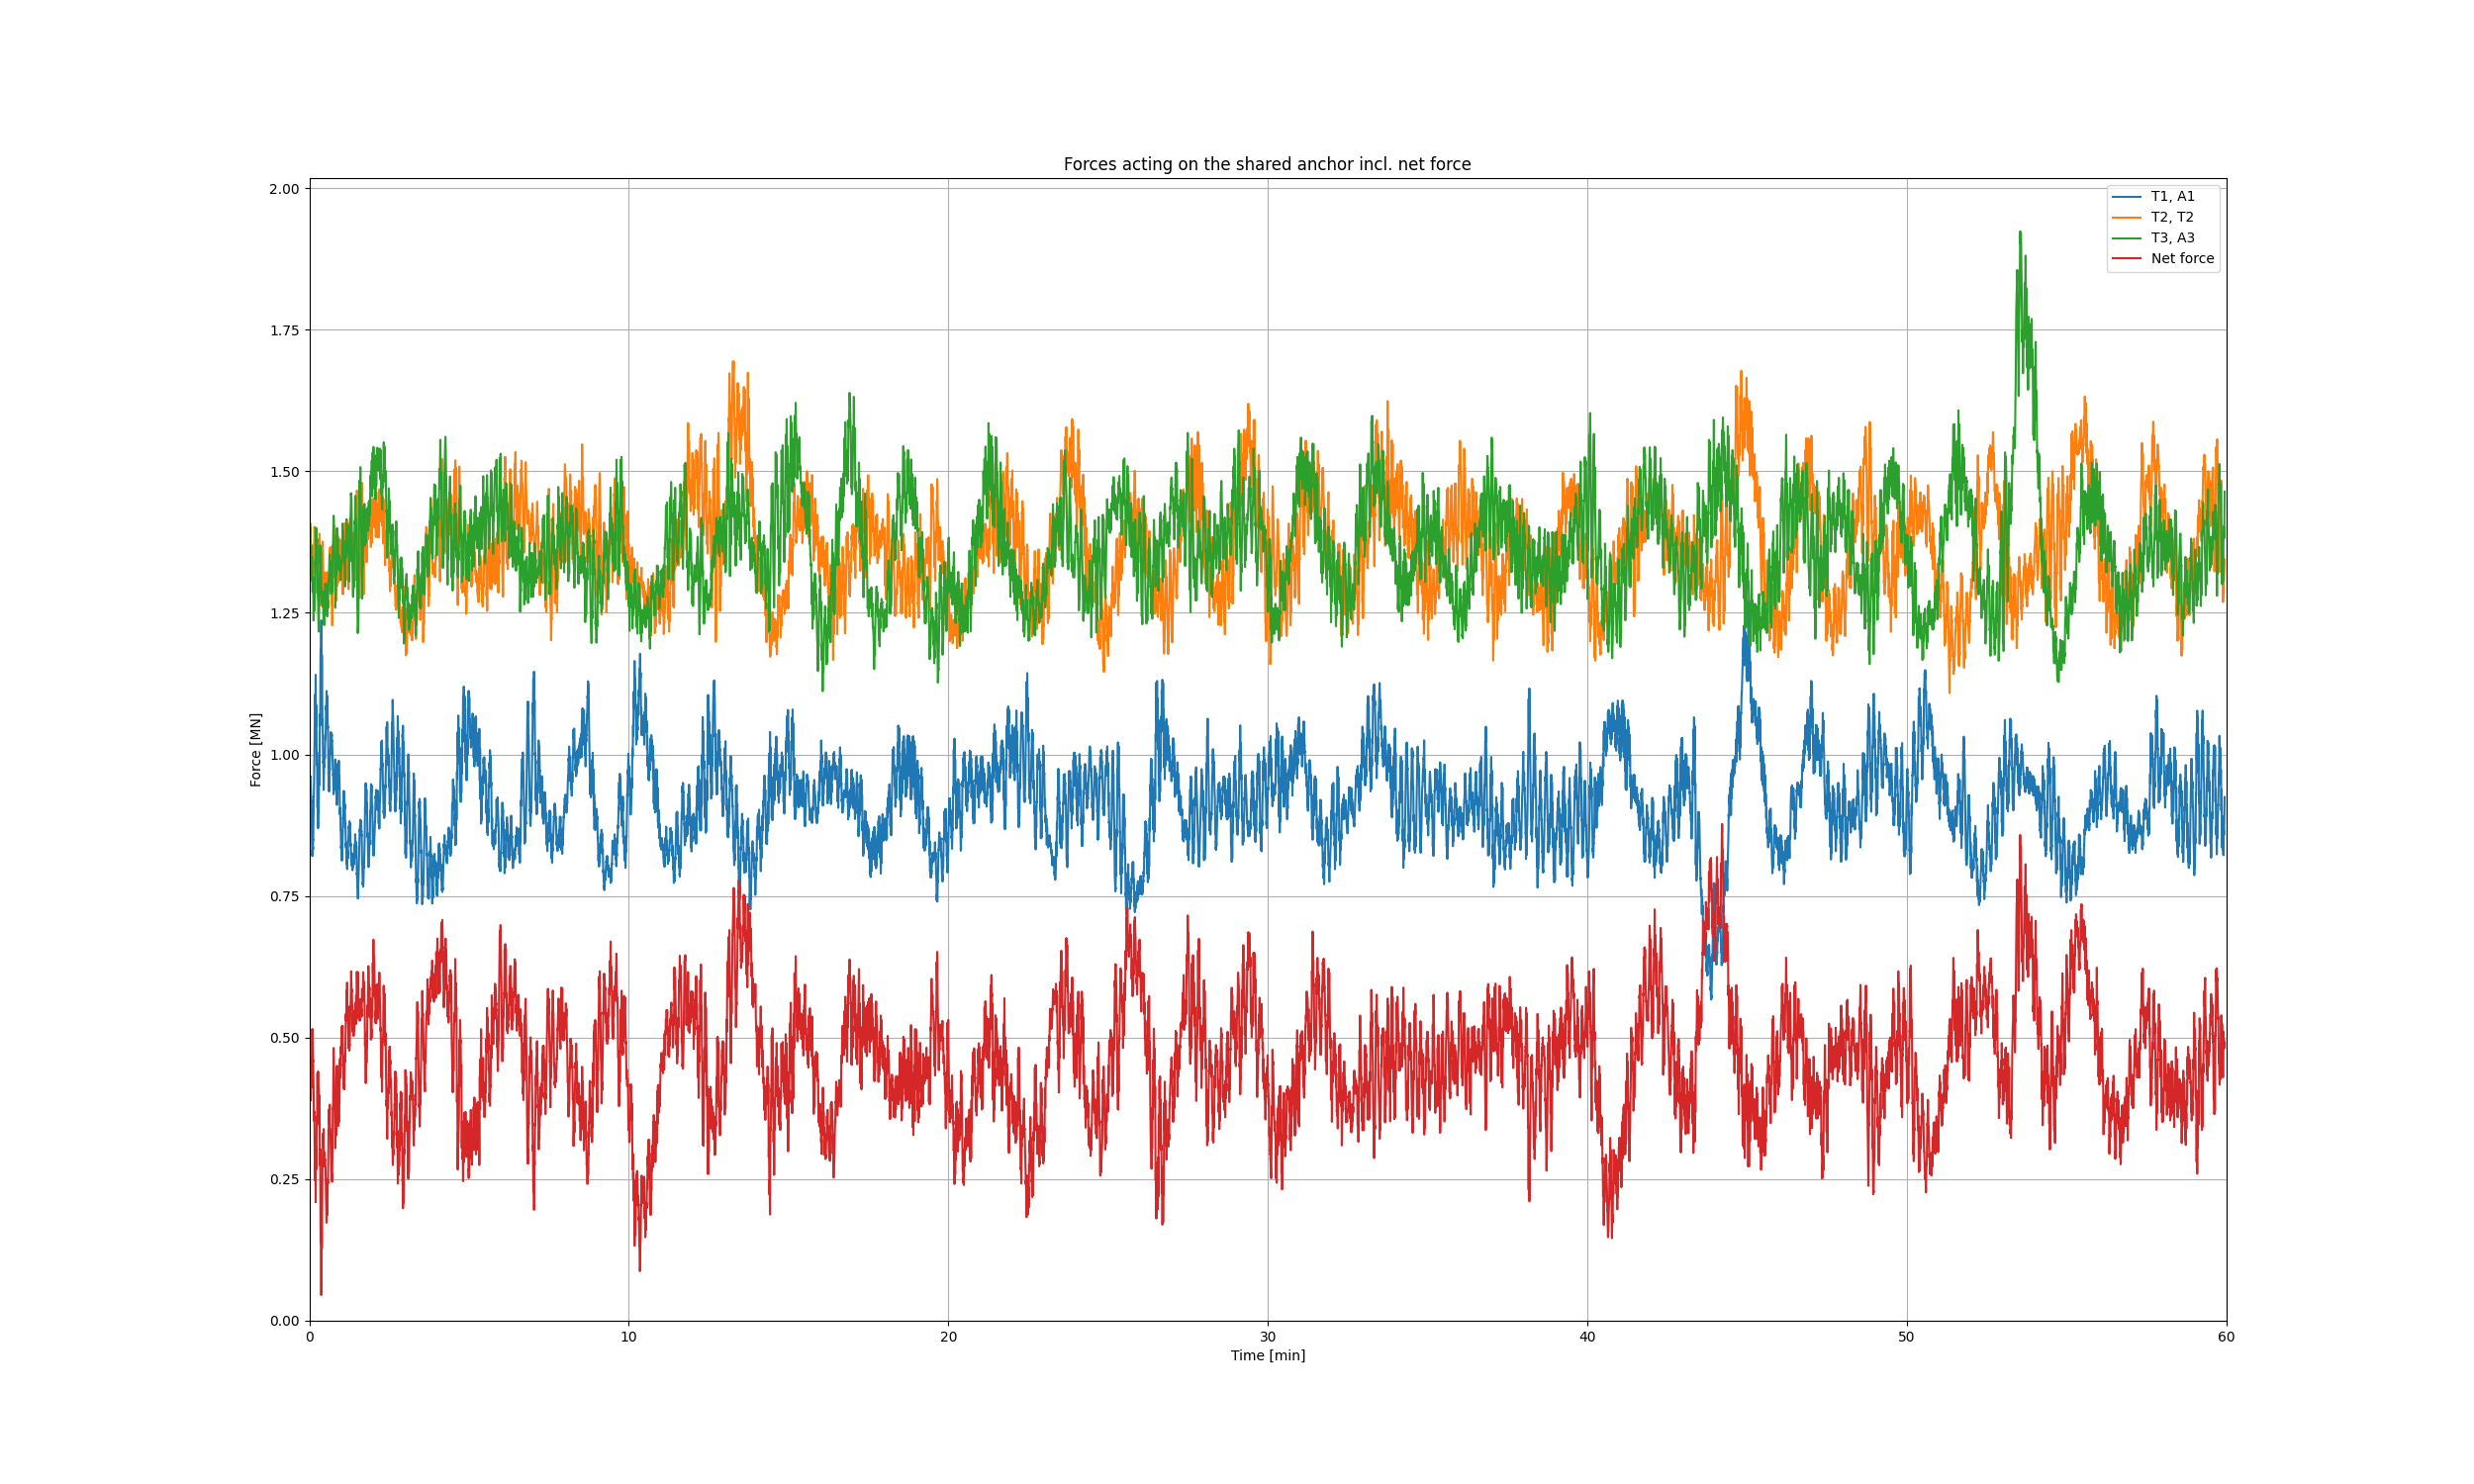 Forces acting on the shared anchor incl. net force
T1, A1
T2, T2
T3, A3
Net force
Force [MN]
2.00
1.75
1.50
1.25
1.00
0.75
0.50
0.25
0.00
0 10 20 30 40 50 60
Time [min]